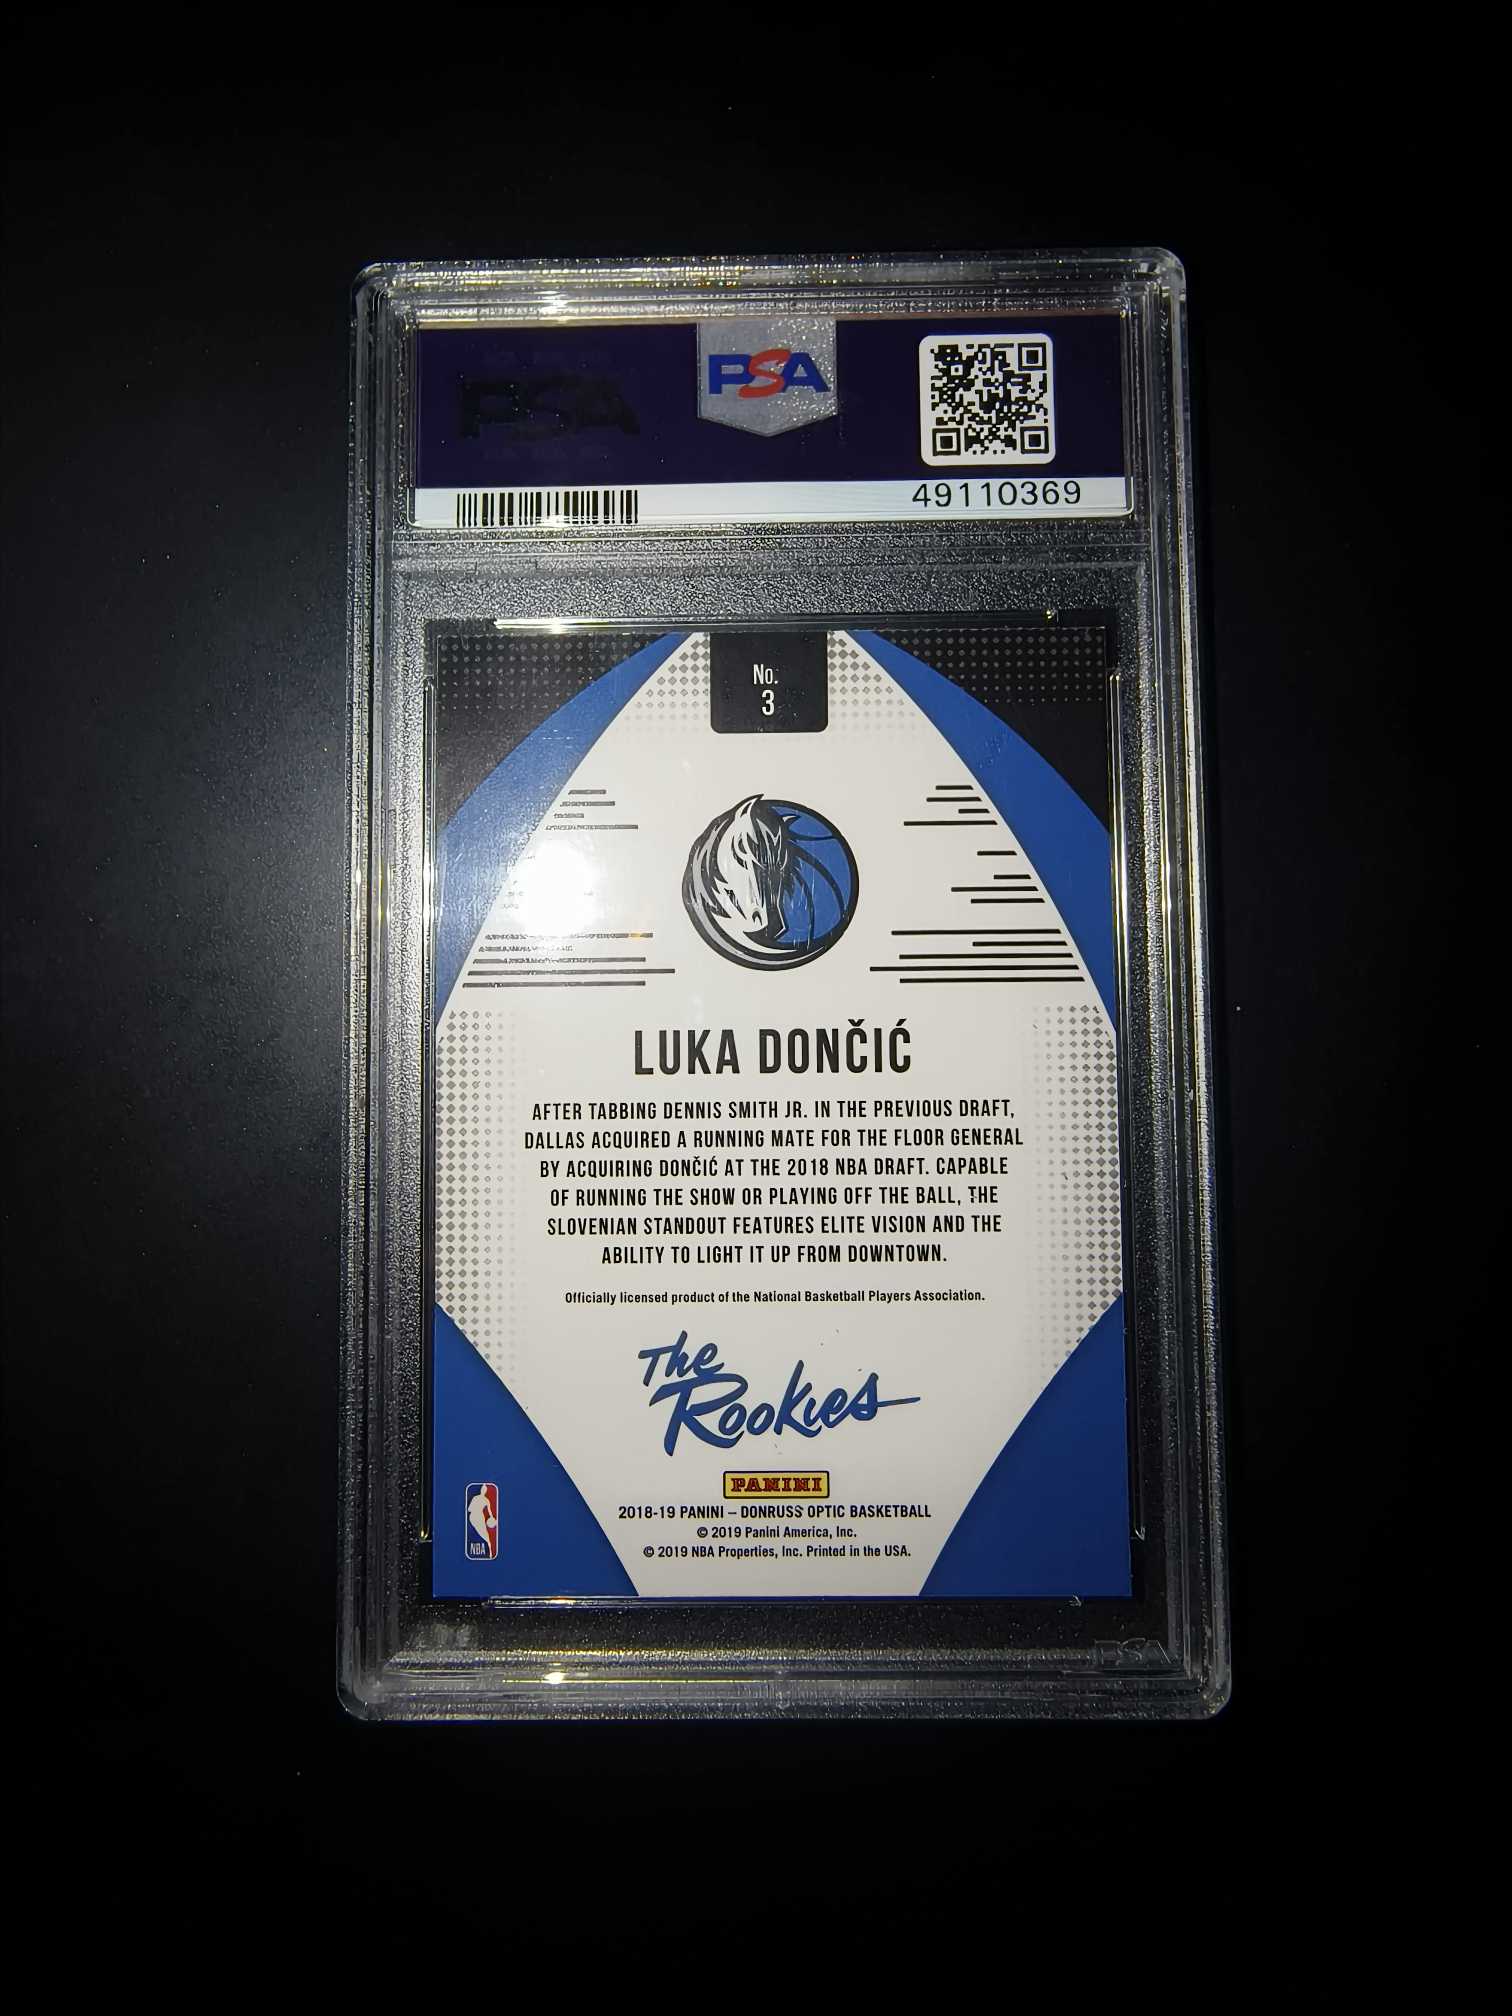 PSA
PSA
49110369
No.
3
LUKA DONČIĆ
AFTER TABBING DENNIS SMITH JR. IN THE PREVIOUS DRAFT,
DALLAS ACQUIRED A RUNNING MATE FOR THE FLOOR GENERAL
BY ACQUIRING DONČIĆ AT THE 2018 NBA DRAFT. CAPABLE
OF RUNNING THE SHOW OR PLAYING OFF THE BALL, THE
SLOVENIAN STANDOUT FEATURES ELITE VISION AND THE
ABILITY TO LIGHT IT UP FROM DOWNTOWN.
Officially licensed product of the National Basketball Players Association.
The
Rookies
PANINI
2018-19 PANINI – DONRUSS OPTIC BASKETBALL
© 2019 Panini America, Inc.
© 2019 NBA Properties, Inc. Printed in the USA.
NBA
PSA